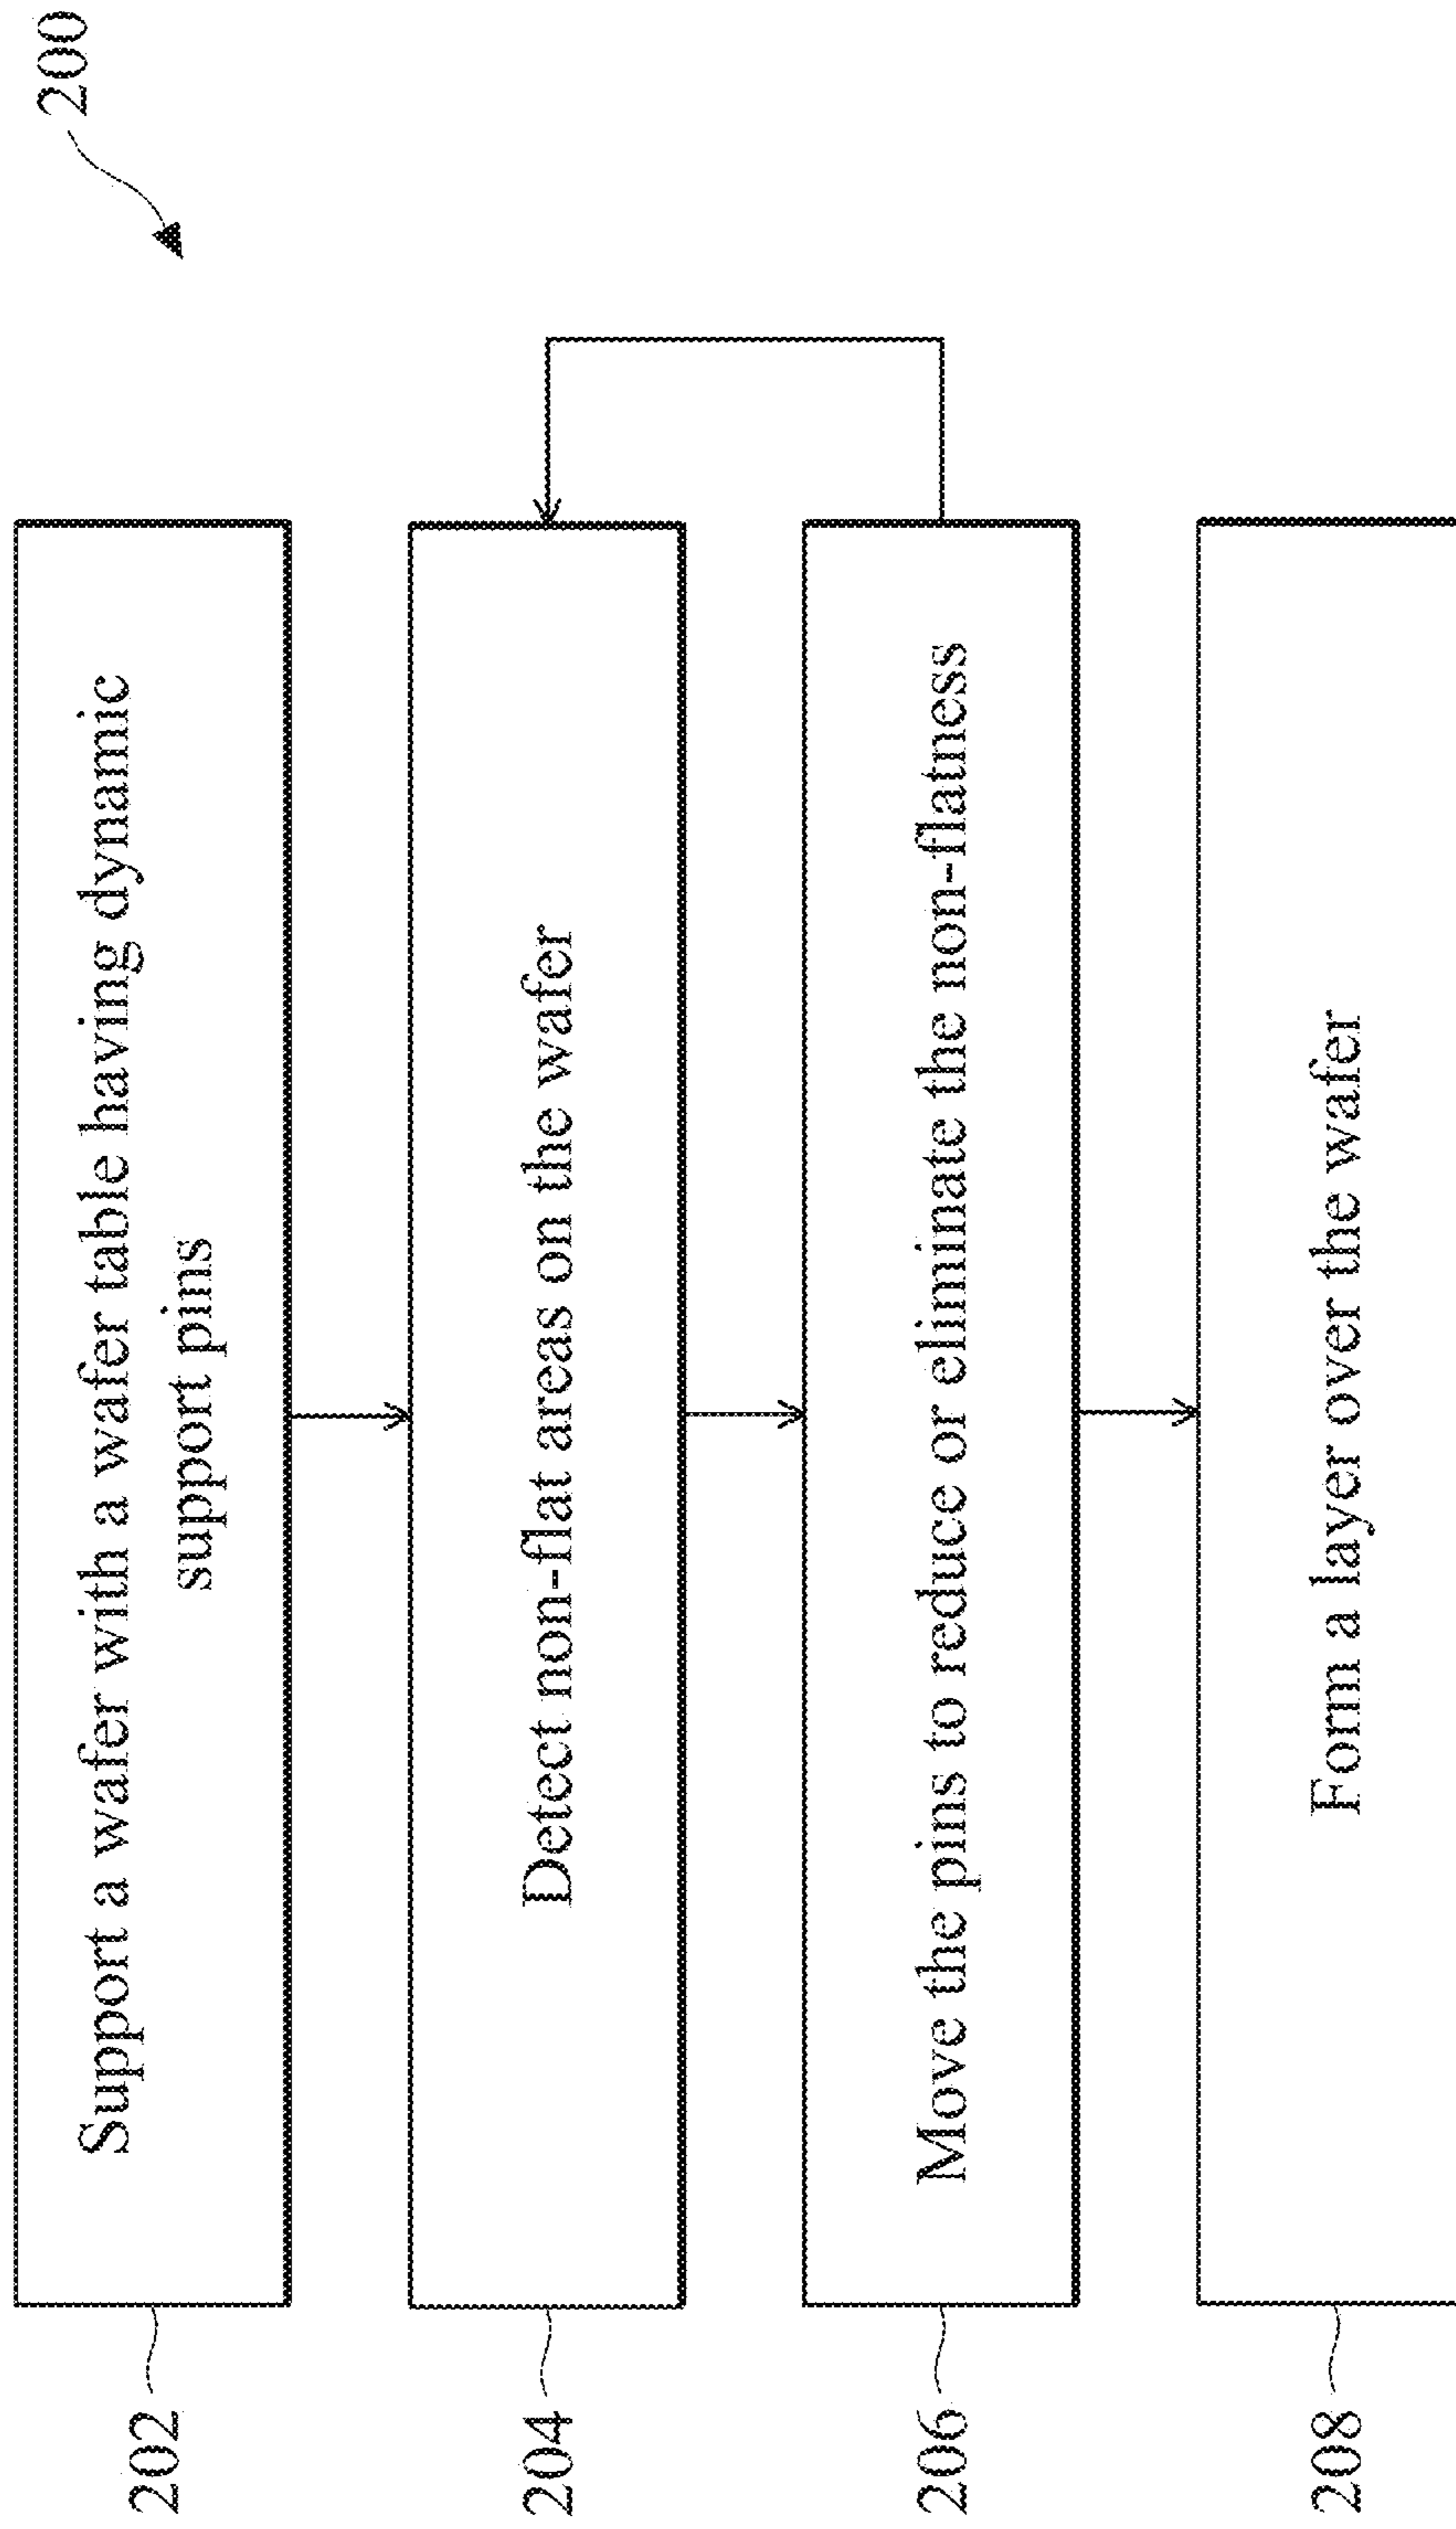 200
202
Support a wafer with a wafer table having dynamic
support pins
204
Detect non-flat areas on the wafer
206
Move the pins to reduce or eliminate the non-flatness
208
Form a layer over the wafer